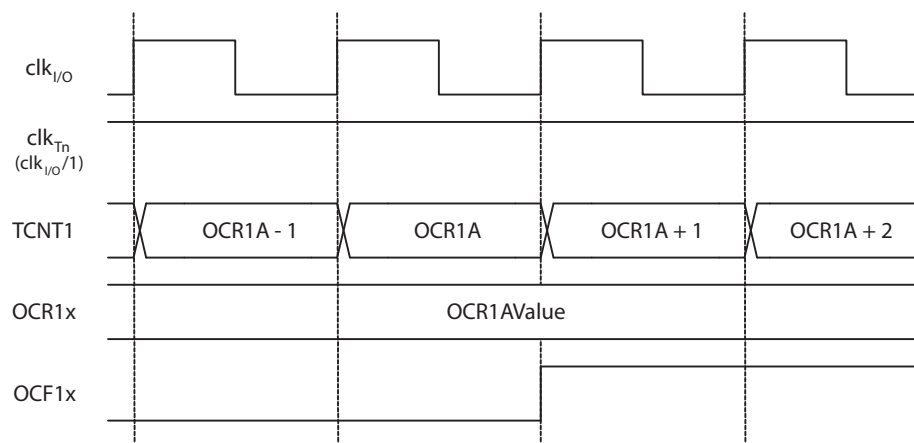 clkI/O
clkTn
(clkI/O/1)
TCNT1 OCR1A - 1 OCR1A OCR1A + 1 OCR1A + 2
OCR1x OCR1AValue
OCF1x